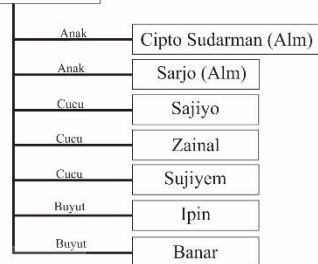 Anak
Cipto Sudarman (Alm)
Anak
Sarjo (Alm)
Cucu
Sajiyo
Cucu
Zainal
Cucu
Sujiyem
Buyut
Ipin
Buyut
Banar